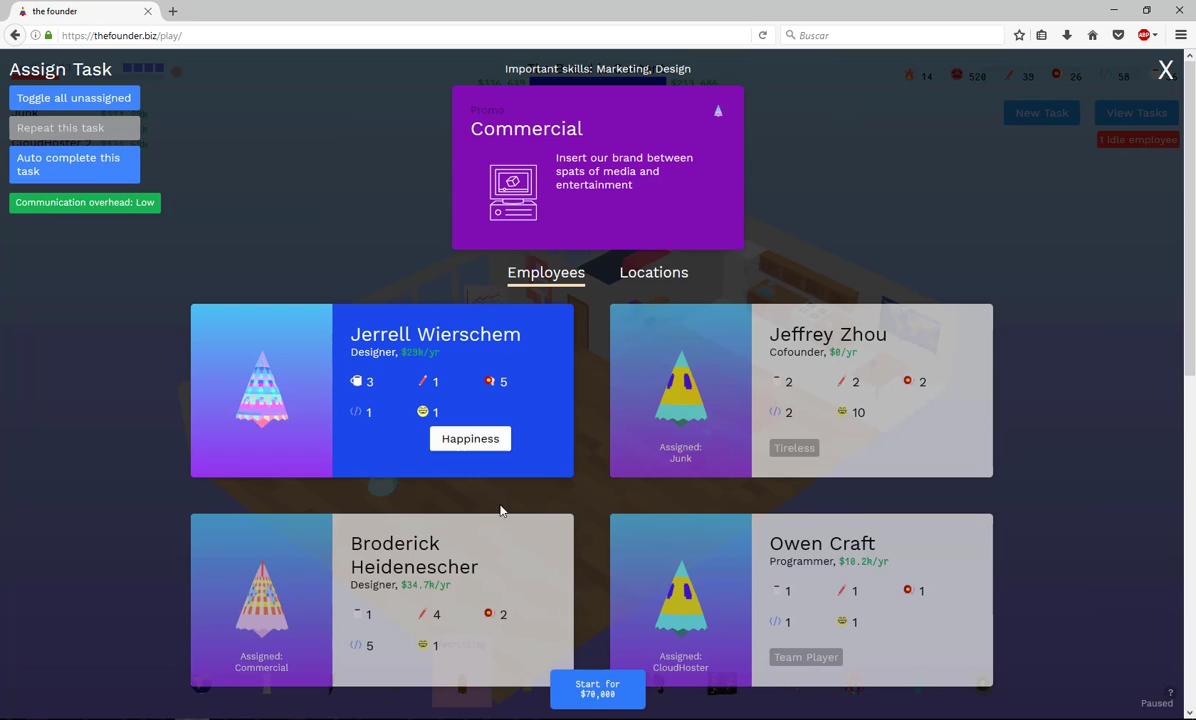 the founder
https://thefounder.biz/play/
Buscar
ABP
Assign Task
Important skills: Marketing, Design
X
14
520
39
26
58
Toggle all unassigned
Repeat this task
Auto complete this
task
Communication overhead: Low
Promo
Commercial
Insert our brand between
spats of media and
entertainment
New Task
View Tasks
1 idle employee
Employees
Locations
Jerrell Wierschem
Designer, $29k/yr
3
1
5
1
1
Happiness
Jeffrey Zhou
Cofounder, $0/yr
2
2
2
2
10
Tireless
Assigned:
Junk
Broderick
Heidenescher
Designer, $34.7k/yr
1
4
2
5
1
Assigned:
Commercial
Owen Craft
Programmer, $10.2k/yr
1
1
1
1
1
Team Player
Assigned:
CloudHoster
Start for
$70,000
?
Paused